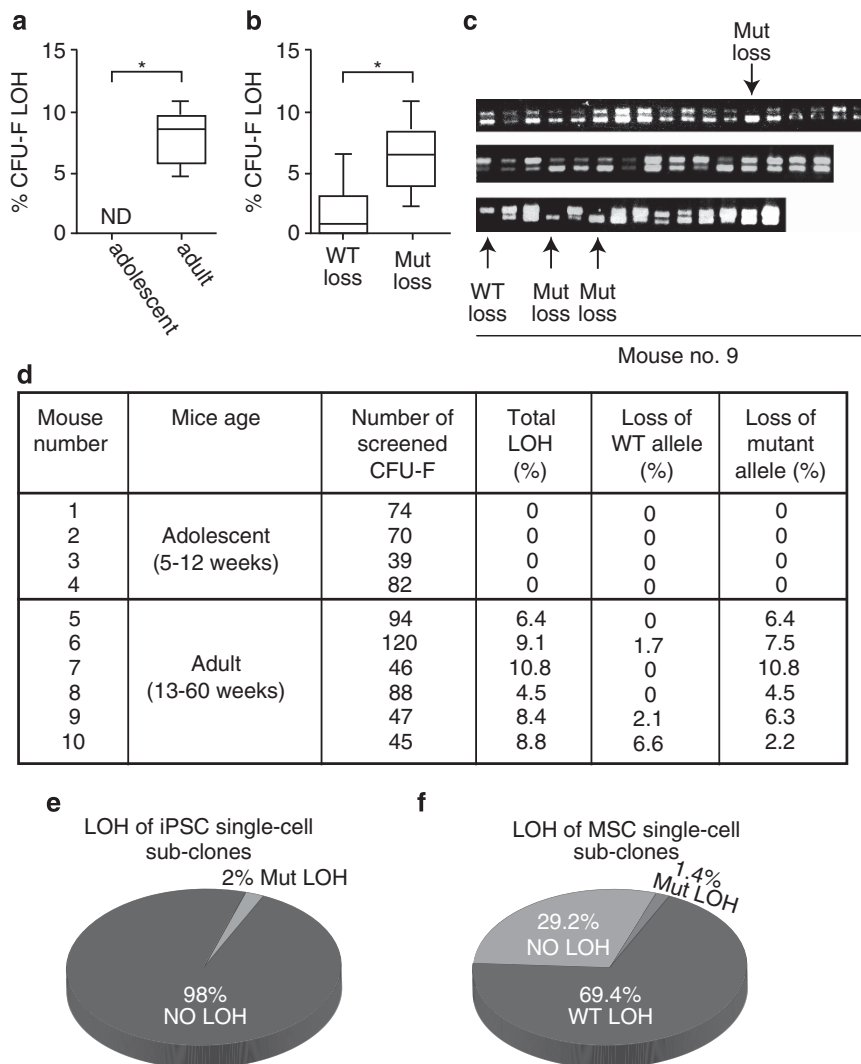 a
% CFU-F LOH
15
10
5
0
*
ND
adolescent
adult
b
% CFU-F LOH
15
10
5
0
*
WT
loss
Mut
loss
c
Mut
loss
WT
loss
Mut
loss
Mut
loss
Mouse no. 9
d
Mouse number | Mice age | Number of screened CFU-F | Total LOH (%) | Loss of WT allele (%) | Loss of mutant allele (%)
1 74 0 0 0
2 Adolescent 70 0 0 0
3 (5-12 weeks) 39 0 0 0
4 82 0 0 0
5 94 6.4 0 6.4
6 120 9.1 1.7 7.5
7 Adult 46 10.8 0 10.8
8 (13-60 weeks) 88 4.5 0 4.5
9 47 8.4 2.1 6.3
10 45 8.8 6.6 2.2
e
LOH of iPSC single-cell
sub-clones
2% Mut LOH
98%
NO LOH
f
LOH of MSC single-cell
sub-clones
1.4%
Mut LOH
29.2%
NO LOH
69.4%
WT LOH